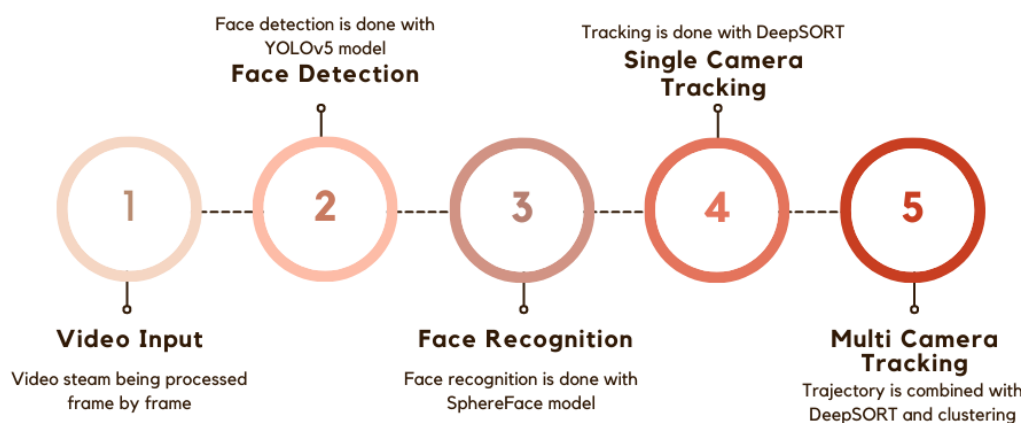 Face detection is done with
YOLOv5 model
Face Detection
Tracking is done with DeepSORT
Single Camera
Tracking
1
2
3
4
5
Video Input
Video steam being processed
frame by frame
Face Recognition
Face recognition is done with
SphereFace model
Multi Camera
Tracking
Trajectory is combined with
DeepSORT and clustering